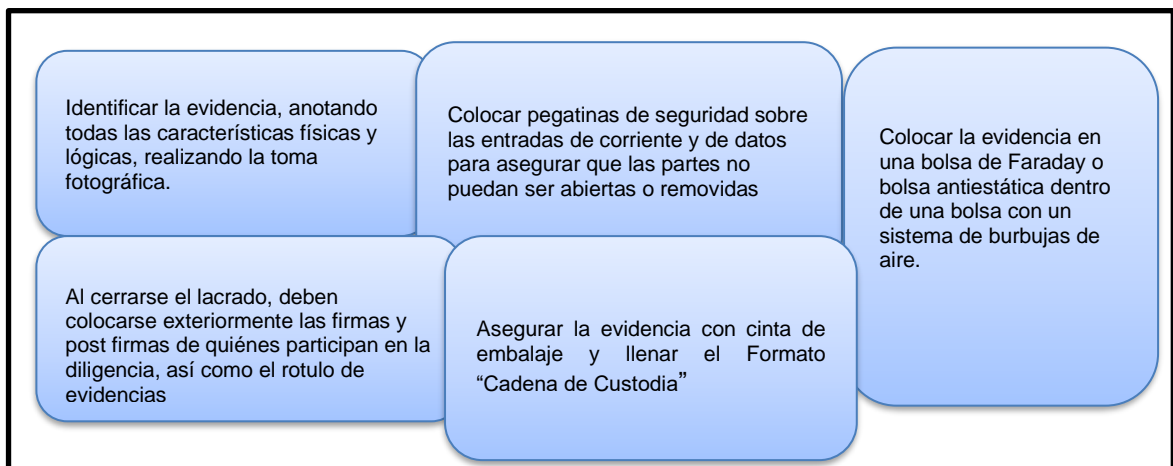 Identificar la evidencia, anotando
todas las características físicas y
lógicas, realizando la toma
fotográfica.
Colocar pegatinas de seguridad sobre
las entradas de corriente y de datos
para asegurar que las partes no
puedan ser abiertas o removidas
Colocar la evidencia en
una bolsa de Faraday o
bolsa antiestática dentro
de una bolsa con un
sistema de burbujas de
aire.
Al cerrarse el lacrado, deben
colocarse exteriormente las firmas y
post firmas de quiénes participan en la
diligencia, así como el rotulo de
evidencias
Asegurar la evidencia con cinta de
embalaje y llenar el Formato
“Cadena de Custodia”